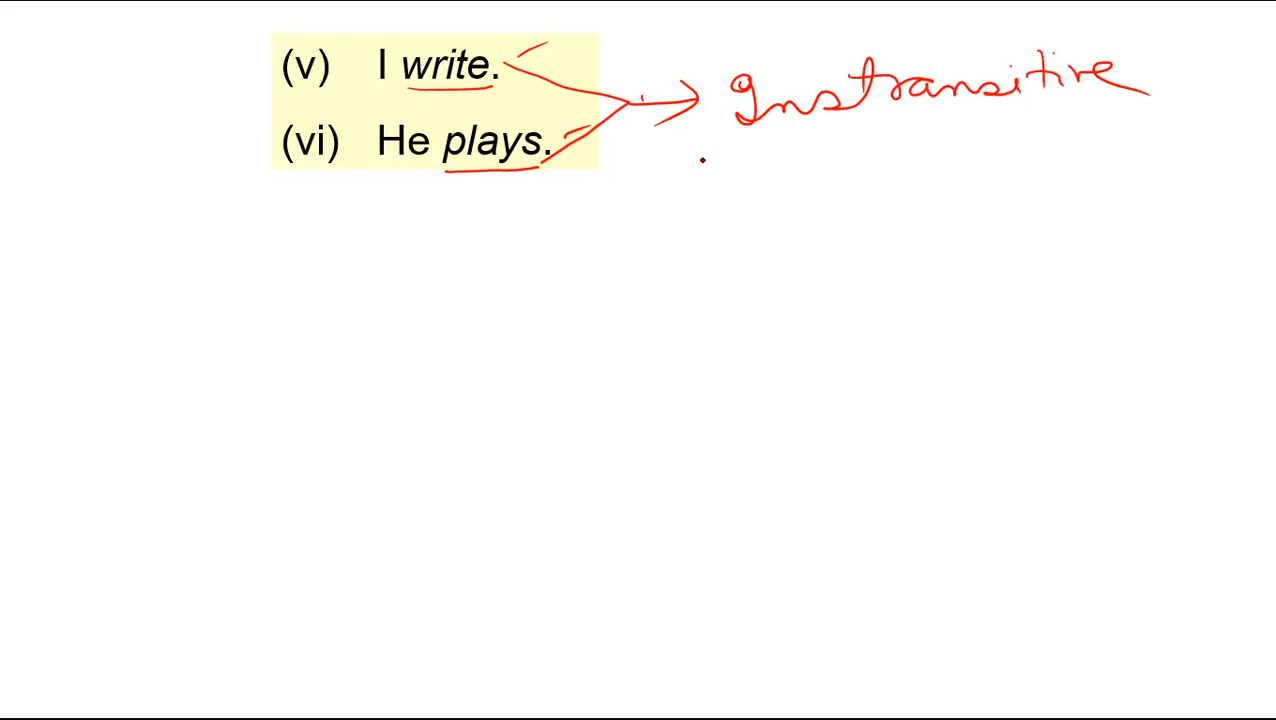 (v) I write.
(vi) He plays.
Instransitive